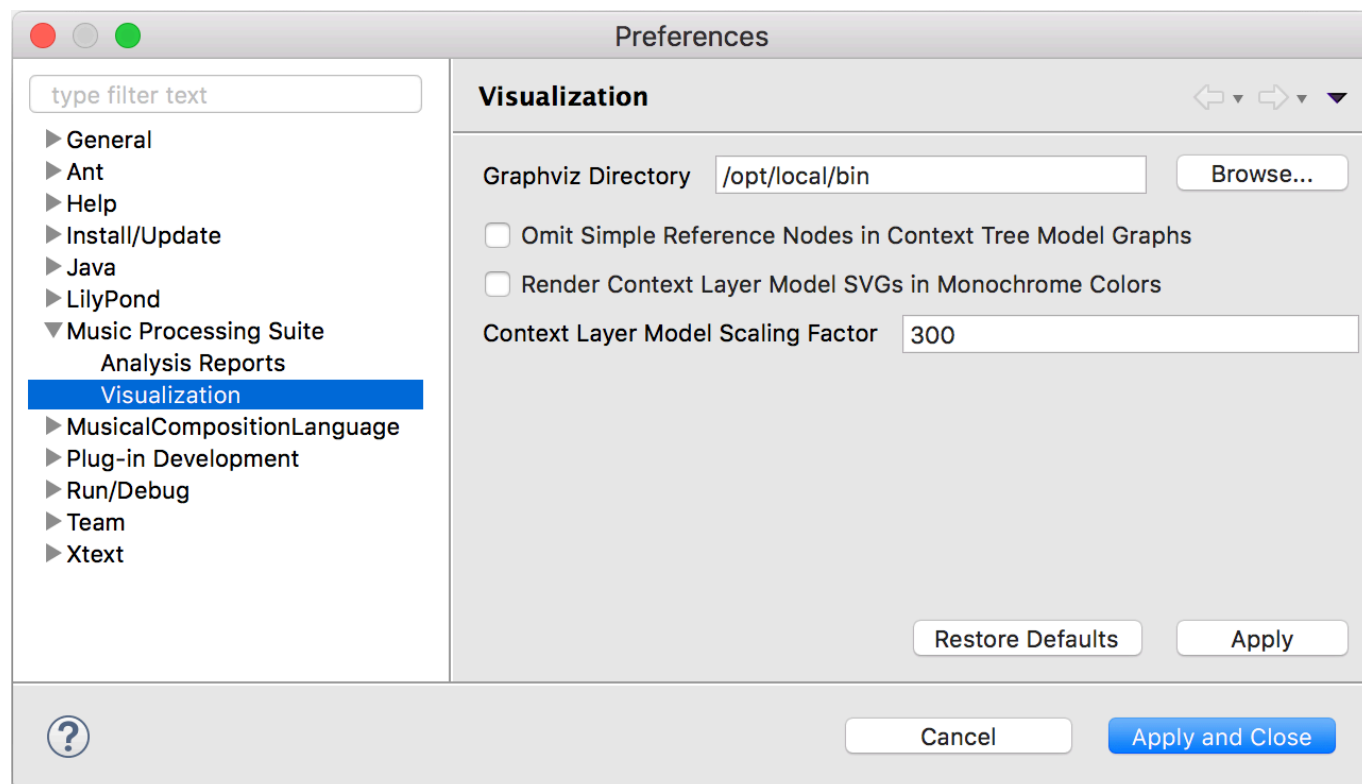 Preferences
type filter text
General
Ant
Help
Install/Update
Java
LilyPond
Music Processing Suite
Analysis Reports
Visualization
MusicalCompositionLanguage
Plug-in Development
Run/Debug
Team
Xtext
Visualization
Graphviz Directory /opt/local/bin Browse...
Omit Simple Reference Nodes in Context Tree Model Graphs
Render Context Layer Model SVGs in Monochrome Colors
Context Layer Model Scaling Factor 300
Restore Defaults Apply
? Cancel Apply and Close